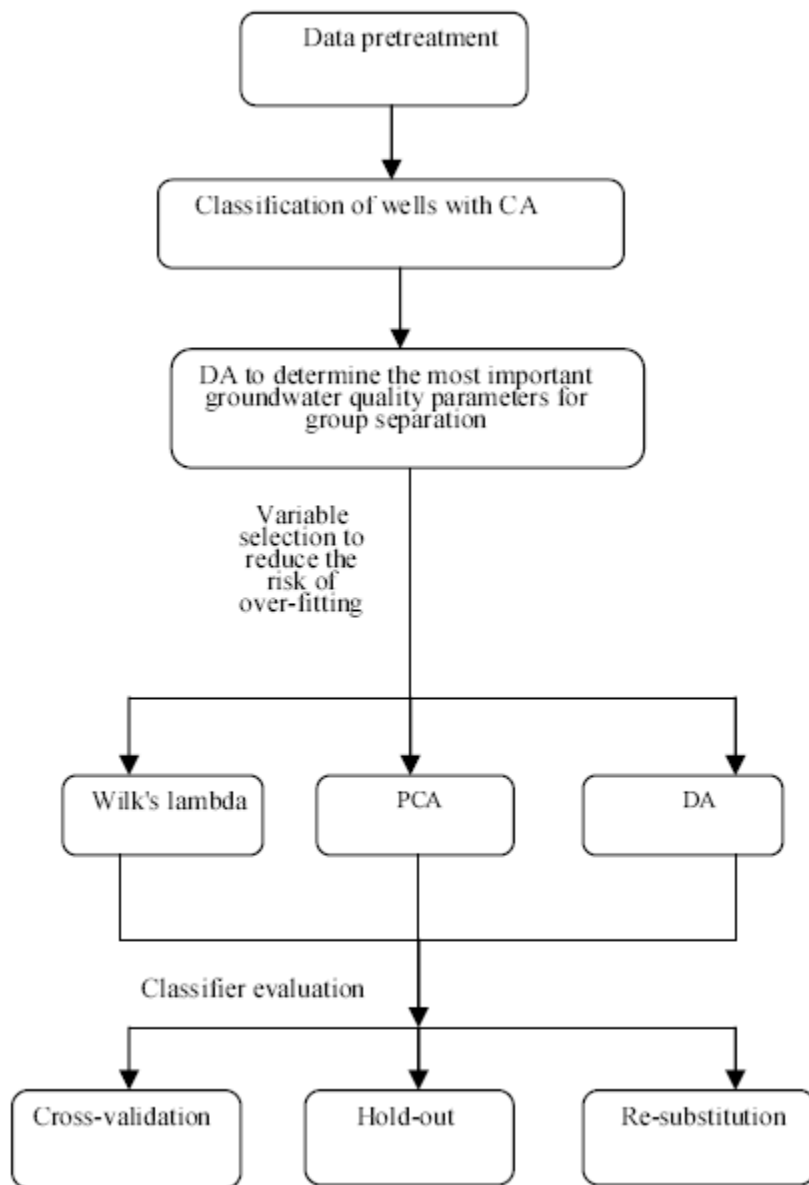 Data pretreatment
Classification of wells with CA
DA to determine the most important
groundwater quality parameters for
group separation
Variable
selection to
reduce the
risk of
over-fitting
Wilk's lambda
PCA
DA
Classifier evaluation
Cross-validation
Hold-out
Re-substitution